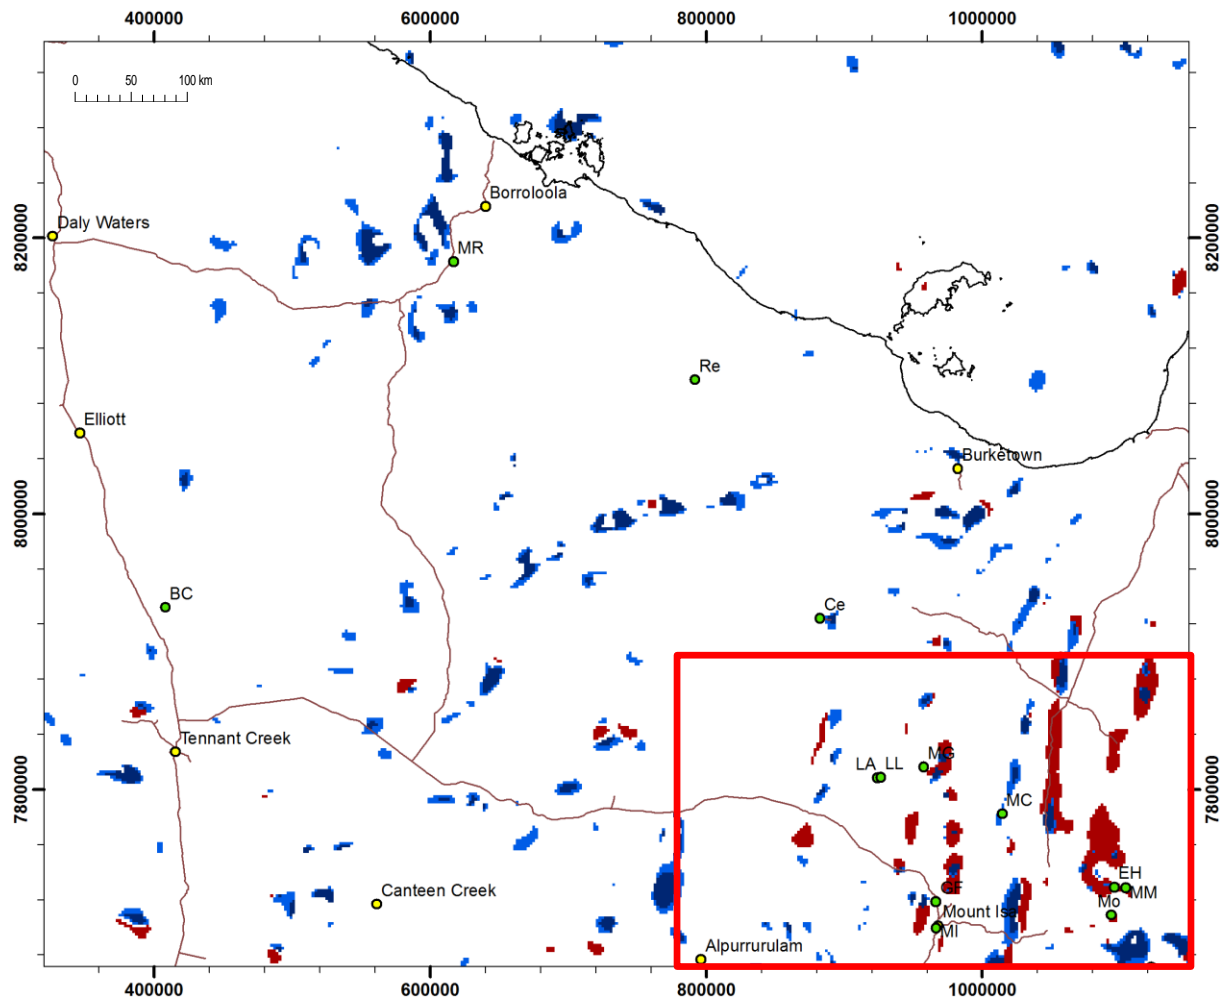 400000 600000 800000 1000000
0 50 100 km
Borroloola
Daly Waters
8200000
8200000
MR
Re
Elliott
Burketown
8000000
8000000
BC
Ce
Tennant Creek
LA LL MG
7800000
7800000
MC
EH
GF
Canteen Creek
MM
Mo
Mount Isa
MI
Alpurrurulam
400000 600000 800000 1000000